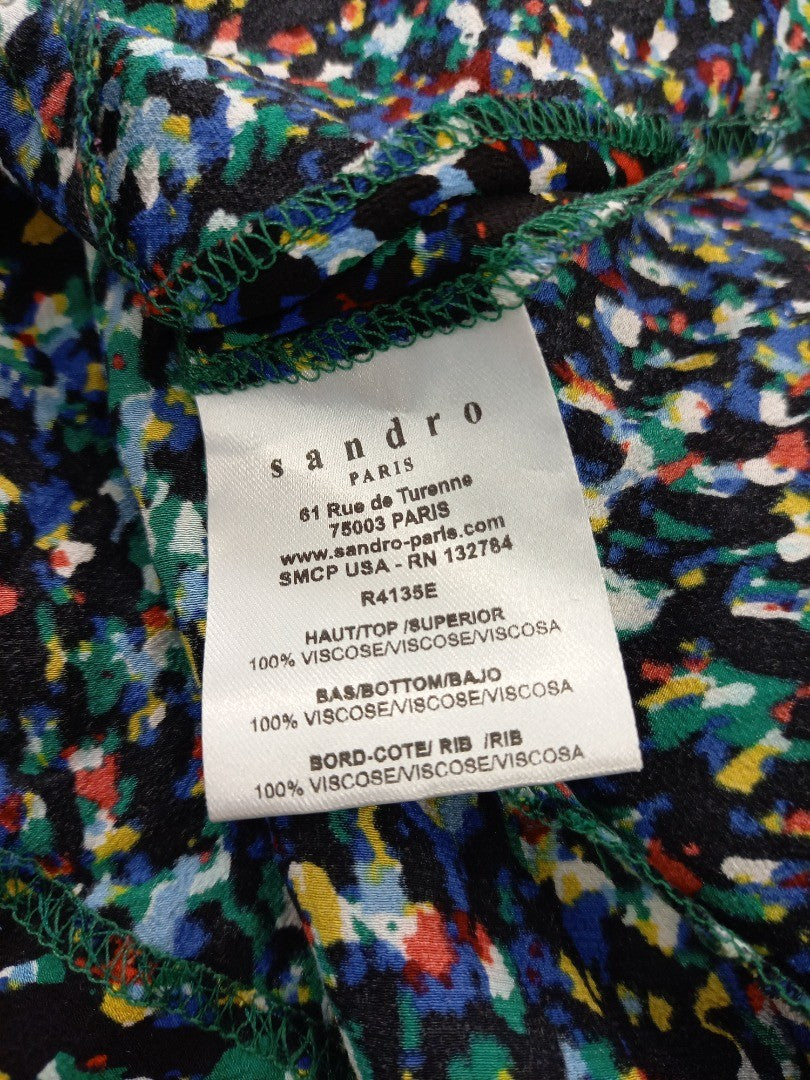 sandro
PARIS
61 Rue de Turenne
75003 PARIS
www.sandro-paris.com
SMCP USA - RN 132784
R4135E
HAUT/TOP /SUPERIOR
100% VISCOSE/VISCOSE/VISCOSA
BAS/BOTTOM/BAJO
100% VISCOSE/VISCOSE/VISCOSA
BORD-COTE/ RIB /RIB
100% VISCOSE/VISCOSE/VISCOSA